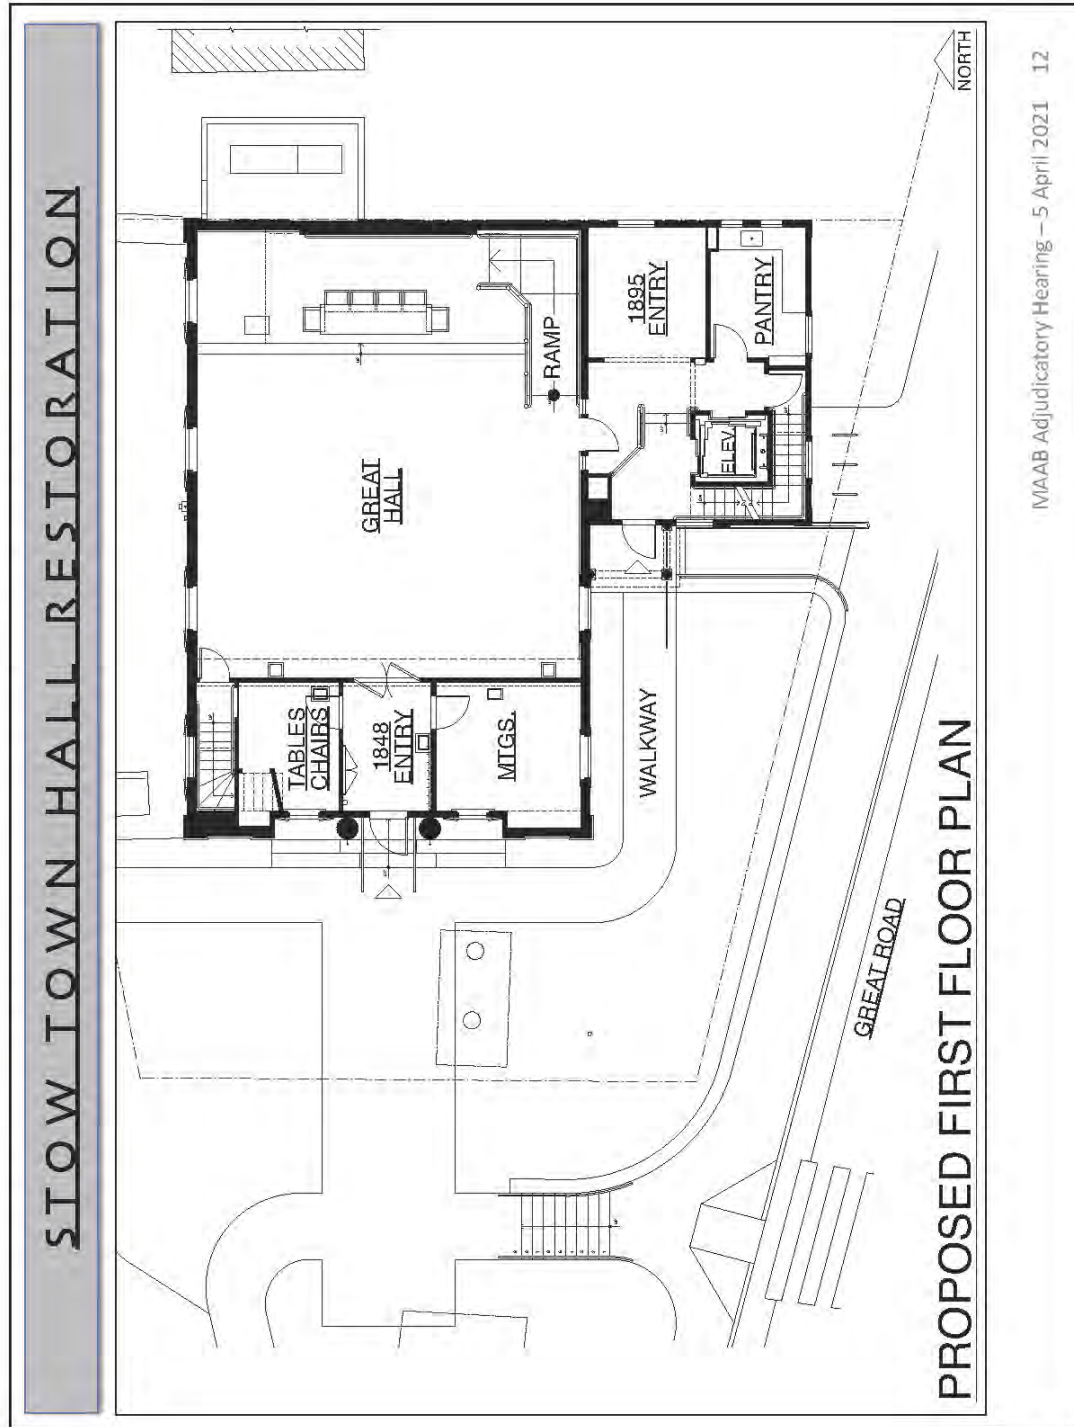 STOW TOWN HALL RESTORATION
NORTH
1895
ENTRY
PANTRY
RAMP
ELEV.
GREAT
HALL
TABLES
CHAIRS
1848
ENTRY
MTGS.
WALKWAY
GREAT ROAD
PROPOSED FIRST FLOOR PLAN
MAAB Adjudicatory Hearing – 5 April 2021 12